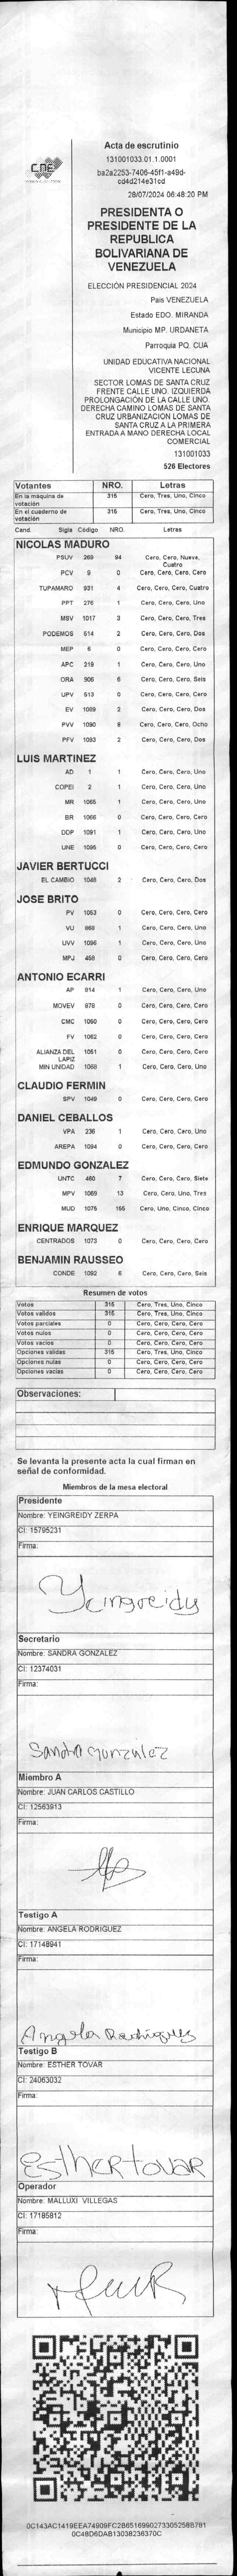 Acta de escrutinio
131001033.01.1.0001
ba2a2253-7406-45f1-a49d-
cd4d214e31cd
28/07/2024 06:48:20 PM
CNE
PRESIDENTA O
PRESIDENTE DE LA
REPUBLICA
BOLIVARIANA DE
VENEZUELA
ELECCIÓN PRESIDENCIAL 2024
País VENEZUELA
Estado EDO. MIRANDA
Municipio MP. URDANETA
Parroquia PQ. CUA
UNIDAD EDUCATIVA NACIONAL
VICENTE LECUNA
SECTOR LOMAS DE SANTA CRUZ
FRENTE CALLE UNO. IZQUIERDA
PROLONGACIÓN DE LA CALLE UNO.
DERECHA CAMINO LOMAS DE SANTA
CRUZ URBANIZACION LOMAS DE
SANTA CRUZ A LA PRIMERA
ENTRADA A MANO DERECHA LOCAL
COMERCIAL
131001033
526 Electores
Votantes NRO. Letras
En la máquina de votación 315 Cero, Tres, Uno, Cinco
En el cuaderno de votación 315 Cero, Tres, Uno, Cinco
Cand. Sigla Código NRO. Letras
NICOLAS MADURO
PSUV 269 94 Cero, Cero, Nueve, Cuatro
PCV 9 0 Cero, Cero, Cero, Cero
TUPAMARO 931 4 Cero, Cero, Cero, Cuatro
PPT 276 1 Cero, Cero, Cero, Uno
MSV 1017 3 Cero, Cero, Cero, Tres
PODEMOS 514 2 Cero, Cero, Cero, Dos
MEP 6 0 Cero, Cero, Cero, Cero
APC 219 1 Cero, Cero, Cero, Uno
ORA 906 6 Cero, Cero, Cero, Seis
UPV 513 0 Cero, Cero, Cero, Cero
EV 1089 2 Cero, Cero, Cero, Dos
PVV 1090 8 Cero, Cero, Cero, Ocho
PFV 1093 2 Cero, Cero, Cero, Dos
LUIS MARTINEZ
AD 1 1 Cero, Cero, Cero, Uno
COPEI 2 1 Cero, Cero, Cero, Uno
MR 1065 1 Cero, Cero, Cero, Uno
BR 1066 0 Cero, Cero, Cero, Cero
DDP 1091 1 Cero, Cero, Cero, Uno
UNE 1095 0 Cero, Cero, Cero, Cero
JAVIER BERTUCCI
EL CAMBIO 1048 2 Cero, Cero, Cero, Dos
JOSE BRITO
PV 1053 0 Cero, Cero, Cero, Cero
VU 868 1 Cero, Cero, Cero, Uno
UVV 1096 1 Cero, Cero, Cero, Uno
MPJ 458 0 Cero, Cero, Cero, Cero
ANTONIO ECARRI
AP 814 1 Cero, Cero, Cero, Uno
MOVEV 878 0 Cero, Cero, Cero, Cero
CMC 1050 0 Cero, Cero, Cero, Cero
FV 1052 0 Cero, Cero, Cero, Cero
ALIANZA DEL LAPIZ 1051 0 Cero, Cero, Cero, Cero
MIN UNIDAD 1068 1 Cero, Cero, Cero, Uno
CLAUDIO FERMIN
SPV 1049 0 Cero, Cero, Cero, Cero
DANIEL CEBALLOS
VPA 236 1 Cero, Cero, Cero, Uno
AREPA 1094 0 Cero, Cero, Cero, Cero
EDMUNDO GONZALEZ
UNTC 480 7 Cero, Cero, Cero, Siete
MPV 1069 13 Cero, Cero, Uno, Tres
MUD 1075 155 Cero, Uno, Cinco, Cinco
ENRIQUE MARQUEZ
CENTRADOS 1073 0 Cero, Cero, Cero, Cero
BENJAMIN RAUSSEO
CONDE 1092 6 Cero, Cero, Cero, Seis
Resumen de votos
Votos 315 Cero, Tres, Uno, Cinco
Votos validos 315 Cero, Tres, Uno, Cinco
Votos parciales 0 Cero, Cero, Cero, Cero
Votos nulos 0 Cero, Cero, Cero, Cero
Votos vacios 0 Cero, Cero, Cero, Cero
Opciones validas 315 Cero, Tres, Uno, Cinco
Opciones nulas 0 Cero, Cero, Cero, Cero
Opciones vacias 0 Cero, Cero, Cero, Cero
Observaciones:
Se levanta la presente acta la cual firman en
señal de conformidad.
Miembros de la mesa electoral
Presidente
Nombre: YEINGREIDY ZERPA
CI: 15795231
Firma:
Yeingreidy
Secretario
Nombre: SANDRA GONZALEZ
CI: 12374031
Firma:
Sandra Gonzalez
Miembro A
Nombre: JUAN CARLOS CASTILLO
CI: 12563913
Firma:
Testigo A
Nombre: ANGELA RODRIGUEZ
CI: 17148941
Firma:
Angela Rodriguez
Testigo B
Nombre: ESTHER TOVAR
CI: 24063032
Firma:
Esther tovar
Operador
Nombre: MALLUXI VILLEGAS
CI: 17185812
Firma:
0C143AC1419EEA74909FC2B6516990273305258B781
0C48D6DAB13038236370C